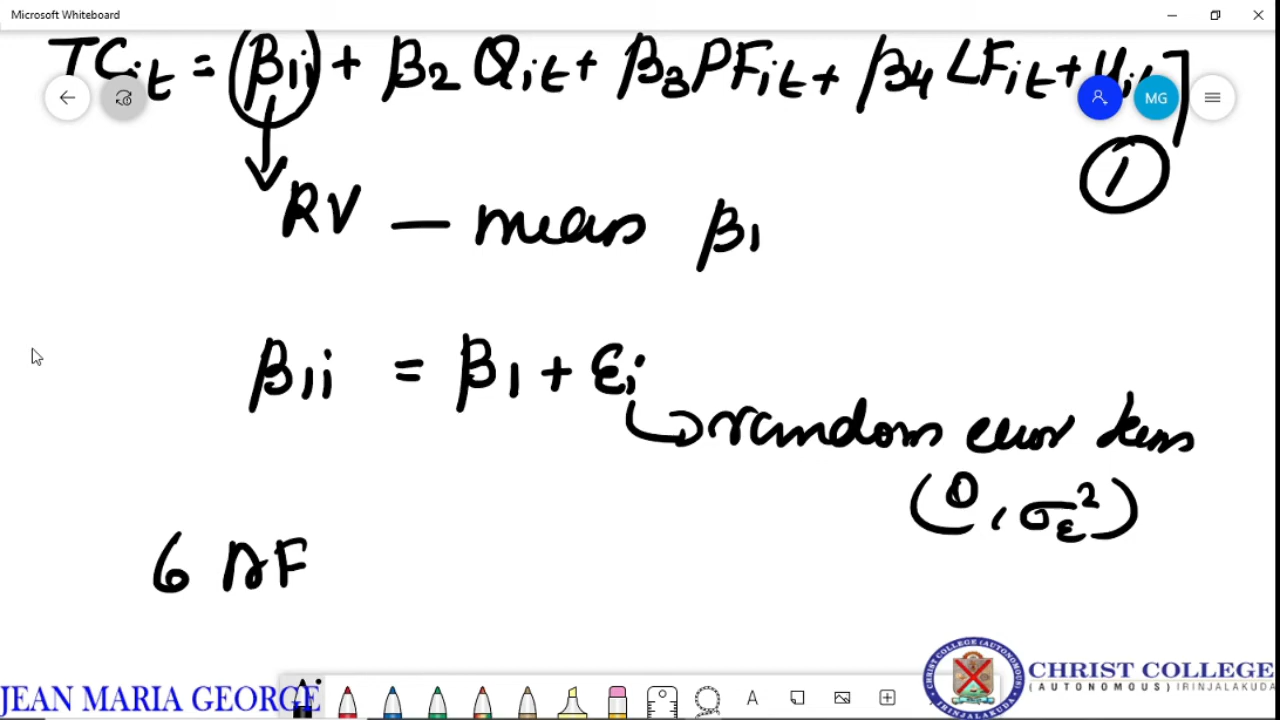 Microsoft Whiteboard
TCit = β1i + β2 Qit + β3 PFit + β4 LFit + uit
1
RV — mean β1
β1i = β1 + εi
random error term
(0, σε²)
6 AF
MG
A
JEAN MARIA GEORGE
CHRIST COLLEGE
(AUTONOMOUS) IRINJALAKUDA